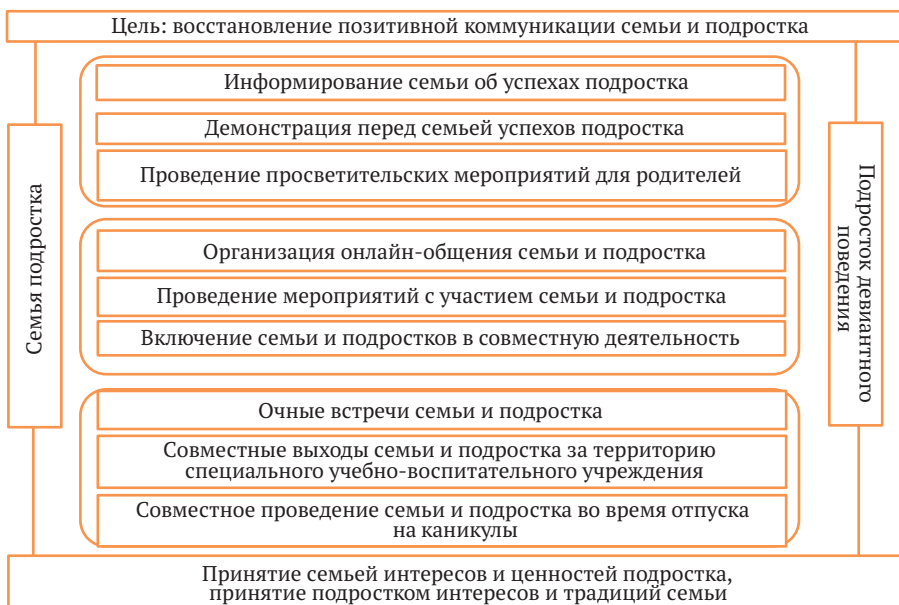 Цель: восстановление позитивной коммуникации семьи и подростка
Информирование семьи об успехах подростка
Демонстрация перед семьей успехов подростка
Проведение просветительских мероприятий для родителей
Семья подростка
Подросток девиантного
поведения
Организация онлайн-общения семьи и подростка
Проведение мероприятий с участием семьи и подростка
Включение семьи и подростков в совместную деятельность
Очные встречи семьи и подростка
Совместные выходы семьи и подростка за территорию
специального учебно-воспитательного учреждения
Совместное проведение семьи и подростка во время отпуска
на каникулы
Принятие семьей интересов и ценностей подростка,
принятие подростком интересов и традиций семьи